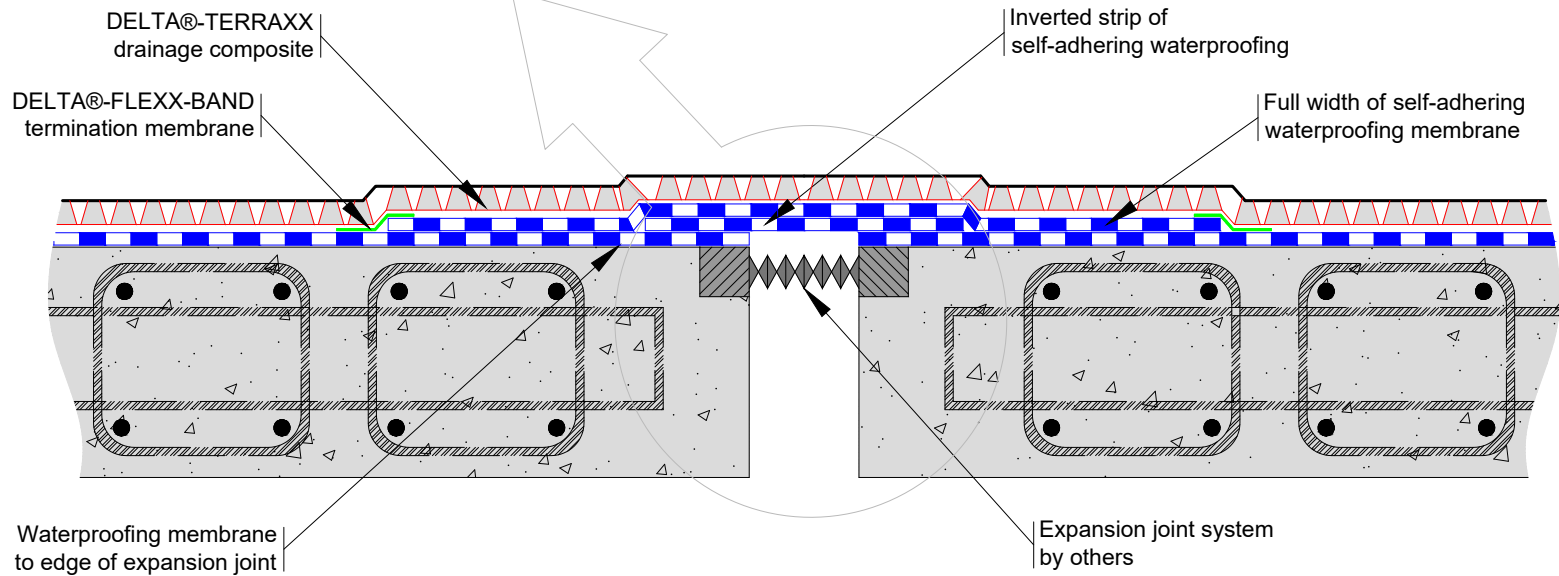 DELTA®-TERRAXX
drainage composite
Inverted strip of
self-adhering waterproofing
DELTA®-FLEXX-BAND
termination membrane
Full width of self-adhering
waterproofing membrane
Waterproofing membrane
to edge of expansion joint
Expansion joint system
by others